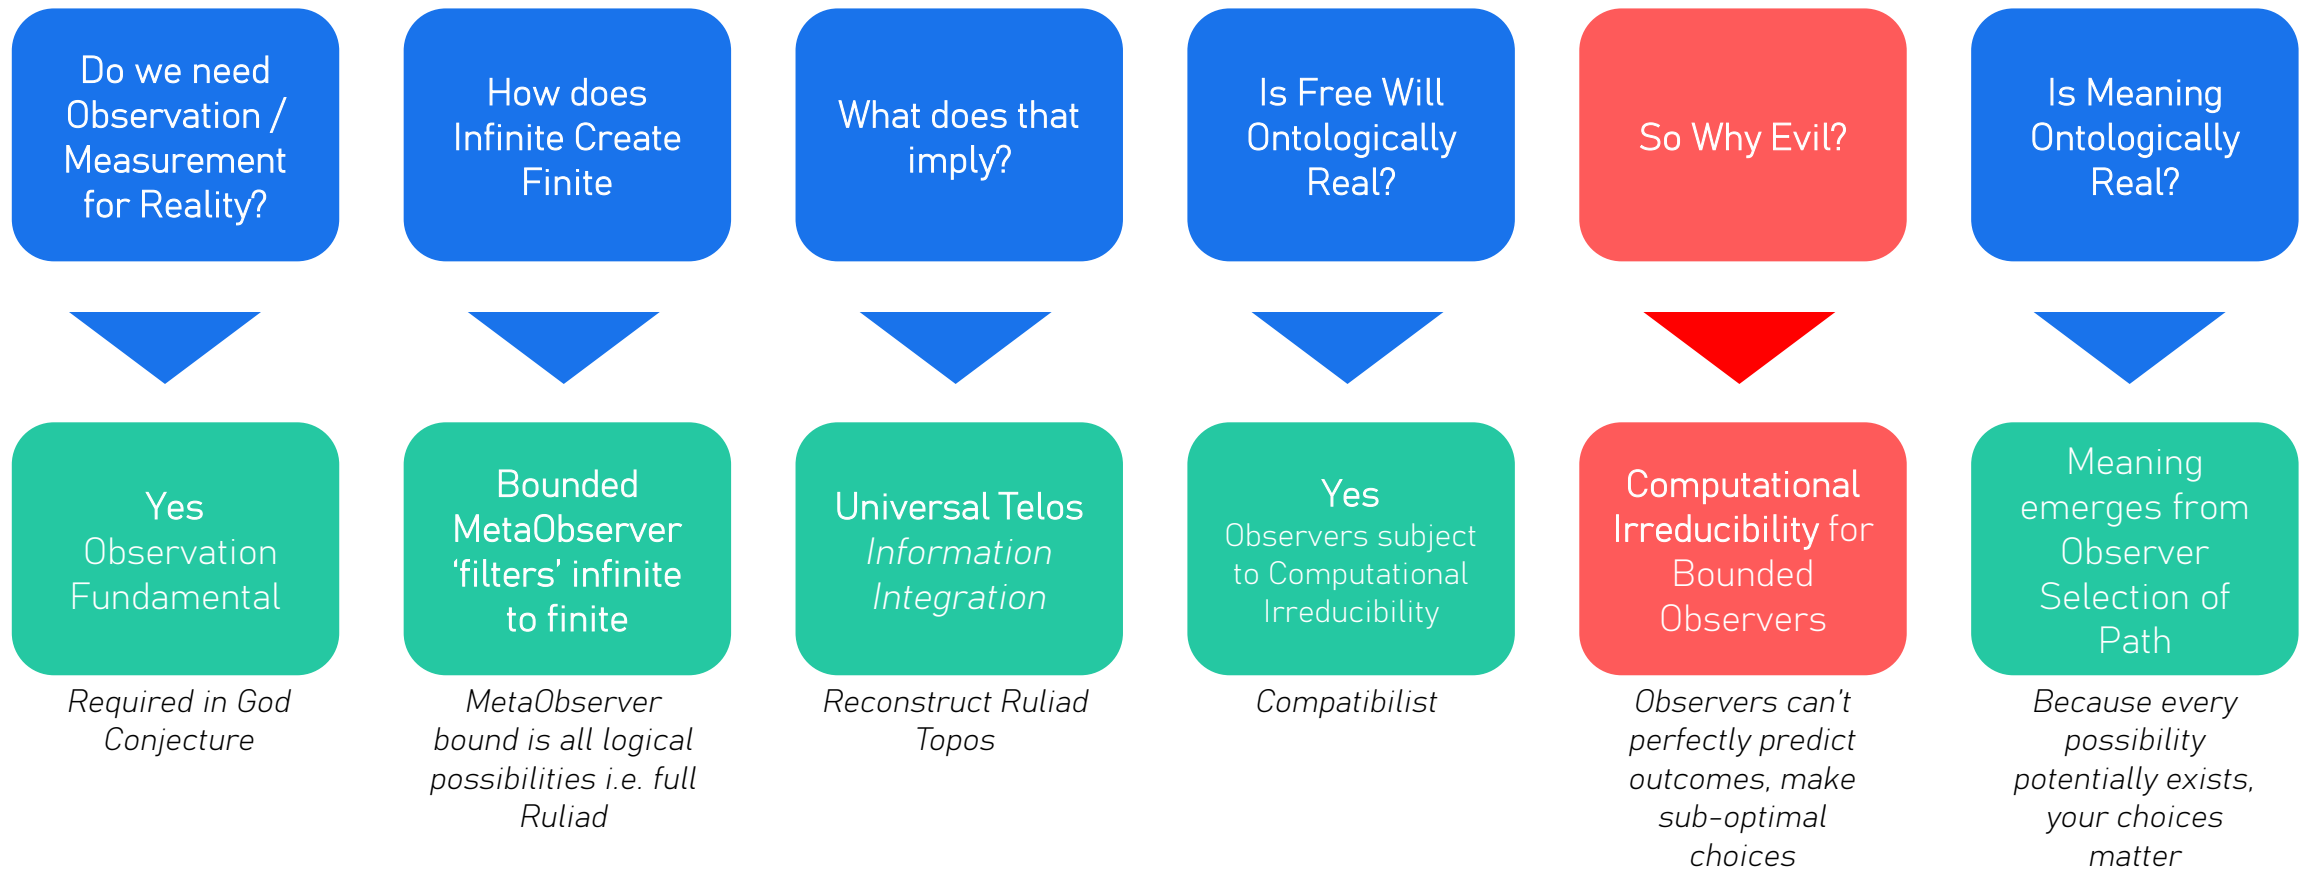 Do we need
Observation /
Measurement
for Reality?
How does
Infinite Create
Finite
What does that
imply?
Is Free Will
Ontologically
Real?
So Why Evil?
Is Meaning
Ontologically
Real?
Yes
Observation
Fundamental
Bounded
MetaObserver
‘filters’ infinite
to finite
Universal Telos
Information
Integration
Yes
Observers subject
to Computational
Irreducibility
Computational
Irreducibility for
Bounded
Observers
Meaning
emerges from
Observer
Selection of
Path
Required in God
Conjecture
MetaObserver
bound is all logical
possibilities i.e. full
Ruliad
Reconstruct Ruliad
Topos
Compatibilist
Observers can't
perfectly predict
outcomes, make
sub-optimal
choices
Because every
possibility
potentially exists,
your choices
matter